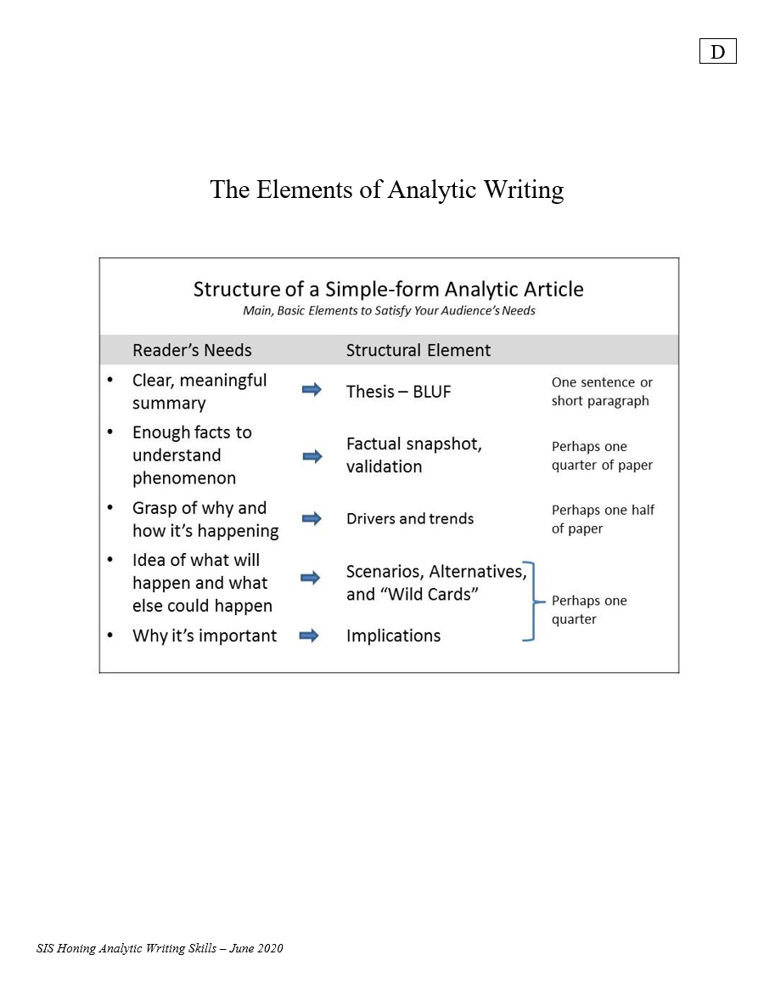 D
The Elements of Analytic Writing
Structure of a Simple-form Analytic Article
Main, Basic Elements to Satisfy Your Audience's Needs
Reader's Needs Structural Element
• Clear, meaningful
summary
Thesis – BLUF
One sentence or
short paragraph
• Enough facts to
understand
phenomenon
Factual snapshot,
validation
Perhaps one
quarter of paper
• Grasp of why and
how it's happening
Drivers and trends
Perhaps one half
of paper
• Idea of what will
happen and what
else could happen
Scenarios, Alternatives,
and “Wild Cards”
• Why it's important
Implications
Perhaps one
quarter
SIS Honing Analytic Writing Skills – June 2020